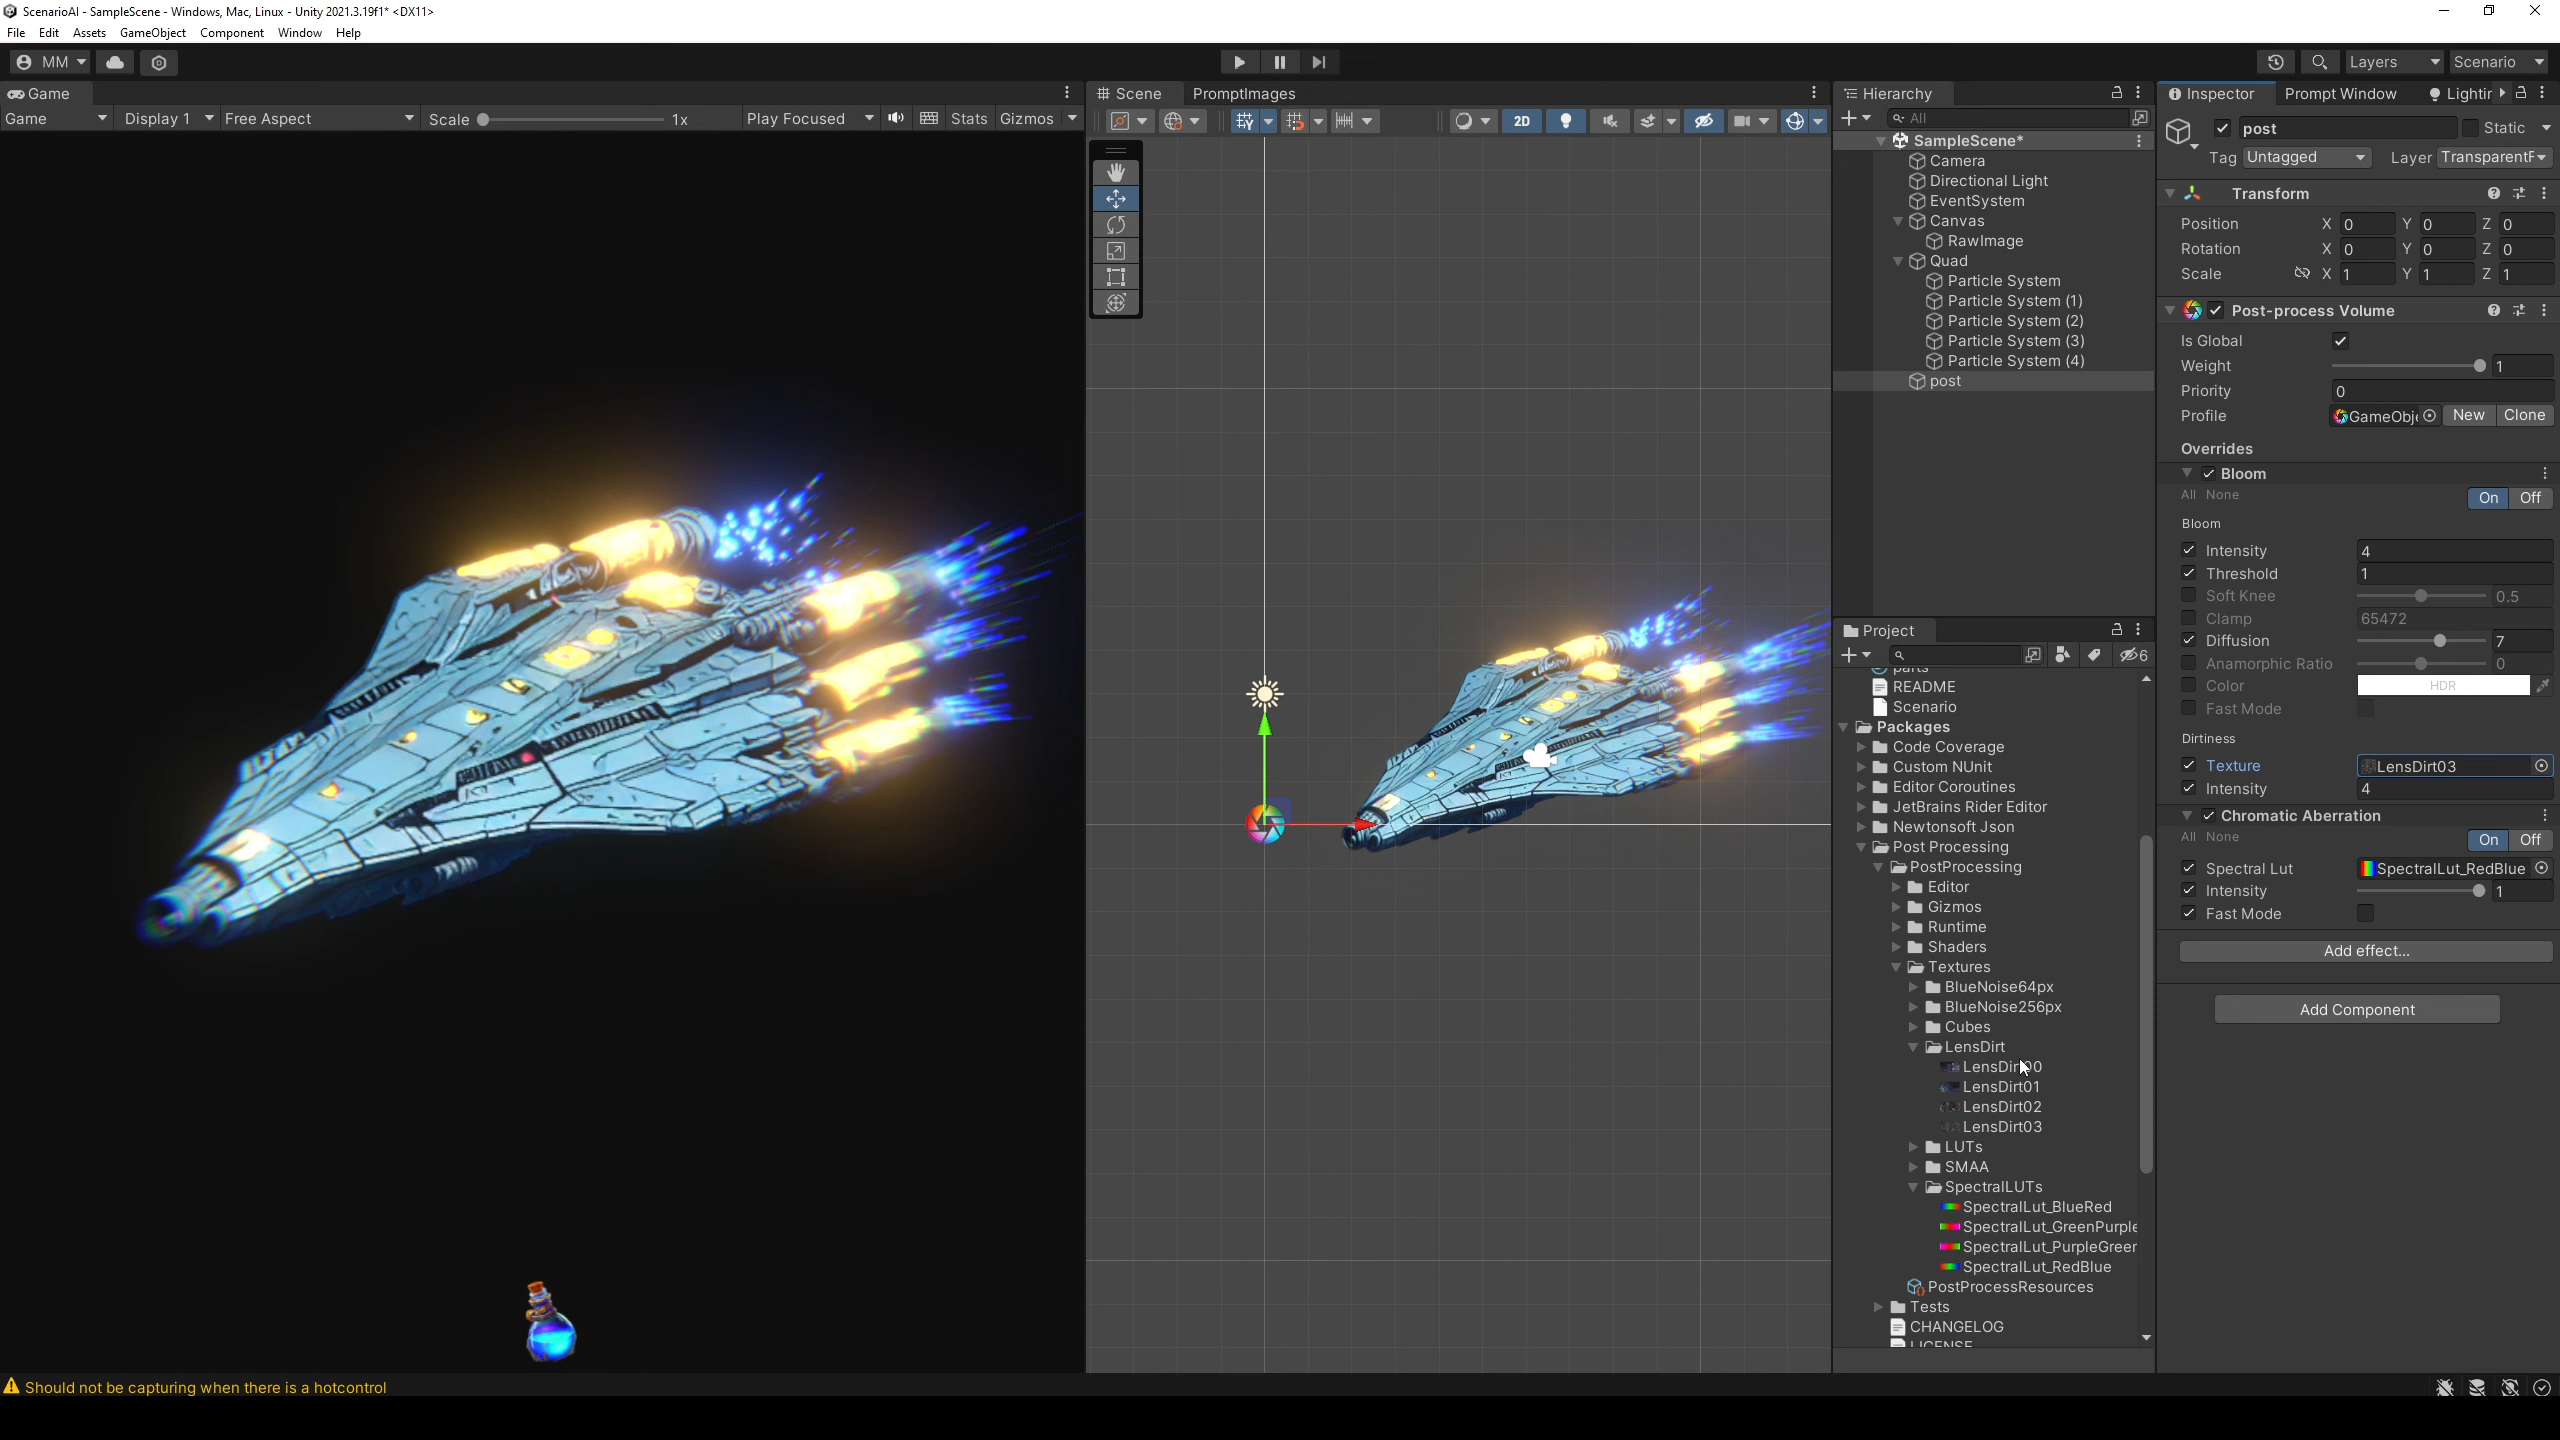 ScenarioAI - SampleScene - Windows, Mac, Linux - Unity 2021.3.19f1* <DX11>
File Edit Assets GameObject Component Window Help
MM
Layers
Scenario
Game
Game
Display 1
Free Aspect
Scale
1x
Play Focused
Stats
Gizmos
Scene
PromptImages
2D
Hierarchy
All
SampleScene*
Camera
Directional Light
EventSystem
Canvas
RawImage
Quad
Particle System
Particle System (1)
Particle System (2)
Particle System (3)
Particle System (4)
post
Project
6
parts
README
Scenario
Packages
Code Coverage
Custom NUnit
Editor Coroutines
JetBrains Rider Editor
Newtonsoft Json
Post Processing
PostProcessing
Editor
Gizmos
Runtime
Shaders
Textures
BlueNoise64px
BlueNoise256px
Cubes
LensDirt
LensDirt00
LensDirt01
LensDirt02
LensDirt03
LUTs
SMAA
SpectralLUTs
SpectralLut_BlueRed
SpectralLut_GreenPurple
SpectralLut_PurpleGreen
SpectralLut_RedBlue
PostProcessResources
Tests
CHANGELOG
LICENSE
Inspector
Prompt Window
Lightin
post
Static
Tag Untagged
Layer TransparentF
Transform
Position X 0 Y 0 Z 0
Rotation X 0 Y 0 Z 0
Scale X 1 Y 1 Z 1
Post-process Volume
Is Global
Weight 1
Priority 0
Profile GameObje New Clone
Overrides
Bloom
All None On Off
Bloom
Intensity 4
Threshold 1
Soft Knee 0.5
Clamp 65472
Diffusion 7
Anamorphic Ratio 0
Color HDR
Fast Mode
Dirtiness
Texture LensDirt03
Intensity 4
Chromatic Aberration
All None On Off
Spectral Lut SpectralLut_RedBlue
Intensity 1
Fast Mode
Add effect...
Add Component
Should not be capturing when there is a hotcontrol